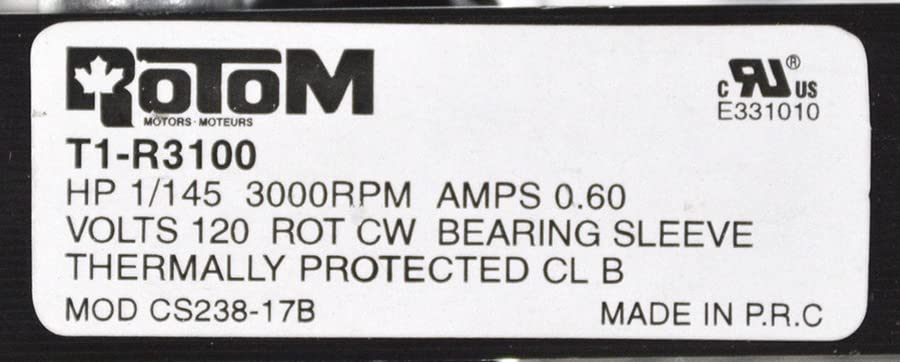 ROTOM
MOTORS · MOTEURS
c RU® US
E331010
T1-R3100
HP 1/145 3000RPM AMPS 0.60
VOLTS 120 ROT CW BEARING SLEEVE
THERMALLY PROTECTED CL B
MOD CS238-17B MADE IN P.R.C